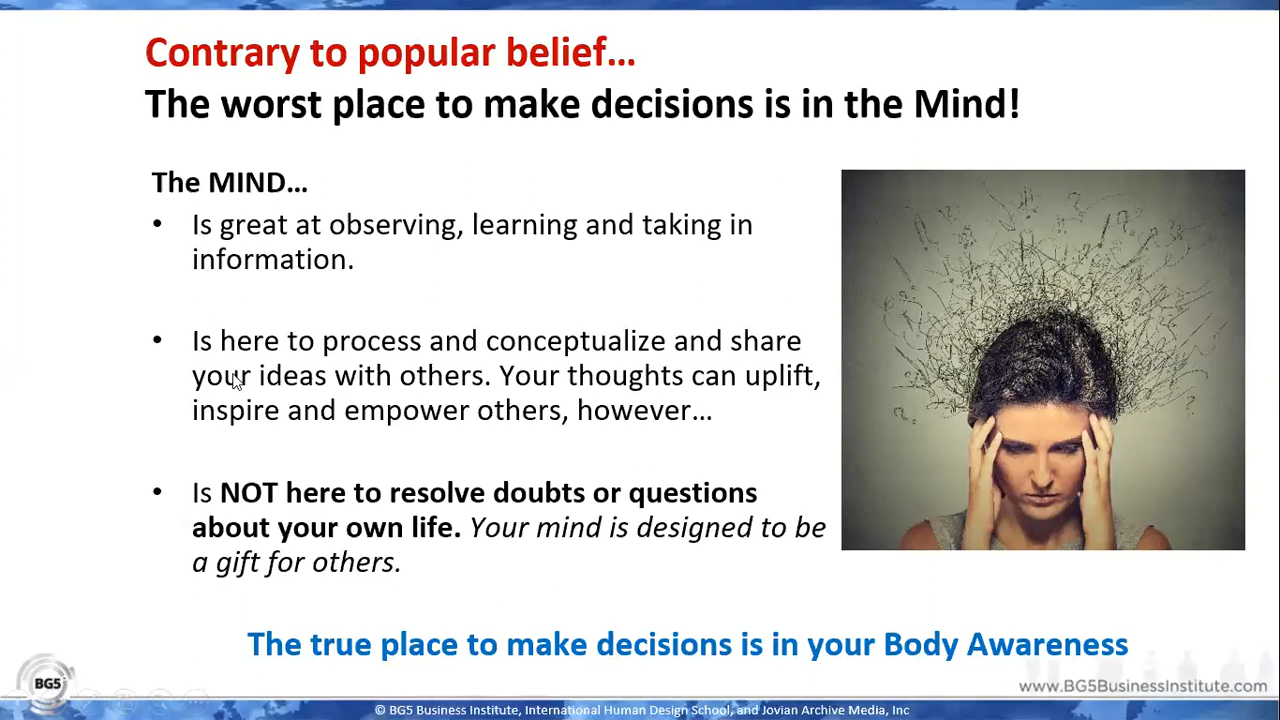 Contrary to popular belief…
The worst place to make decisions is in the Mind!
The MIND…
• Is great at observing, learning and taking in
information.
• Is here to process and conceptualize and share
your ideas with others. Your thoughts can uplift,
inspire and empower others, however…
• Is NOT here to resolve doubts or questions
about your own life. Your mind is designed to be
a gift for others.
The true place to make decisions is in your Body Awareness
BG5
www.BG5BusinessInstitute.com
© BG5 Business Institute, International Human Design School, and Jovian Archive Media, Inc